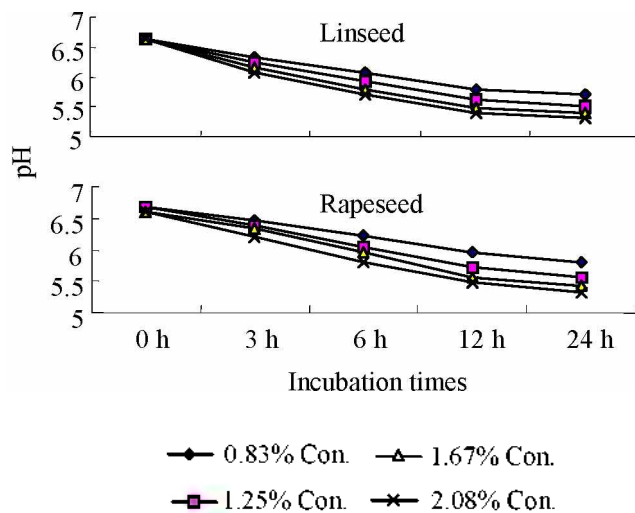 7
Linseed
6.5
6
5.5
5
pH
7
Rapeseed
6.5
6
5.5
5
0 h 3 h 6 h 12 h 24 h
Incubation times
0.83% Con. 1.67% Con.
1.25% Con. 2.08% Con.